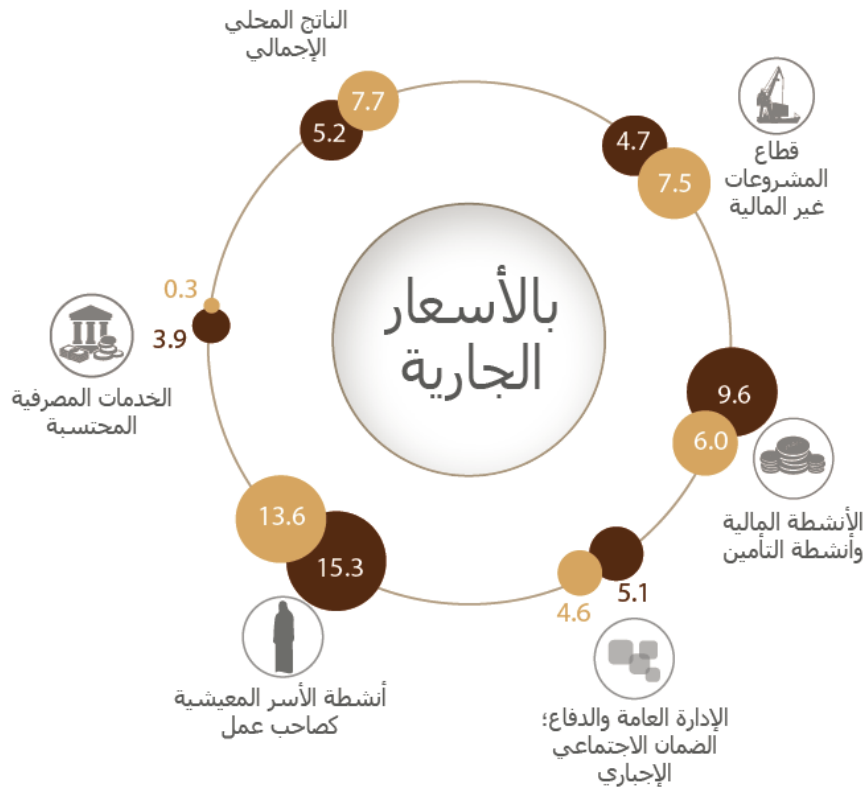 الناتج المحلي
الإجمالي
7.7
5.2
4.7
7.5
قطاع
المشروعات
غير المالية
بالأسعار
الجارية
0.3
3.9
الخدمات المصرفية
المحتسبة
9.6
6.0
الأنشطة المالية
وأنشطة التأمين
13.6
15.3
أنشطة الأسر المعيشية
كصاحب عمل
5.1
4.6
الإدارة العامة والدفاع؛
الضمان الاجتماعي
الإجباري